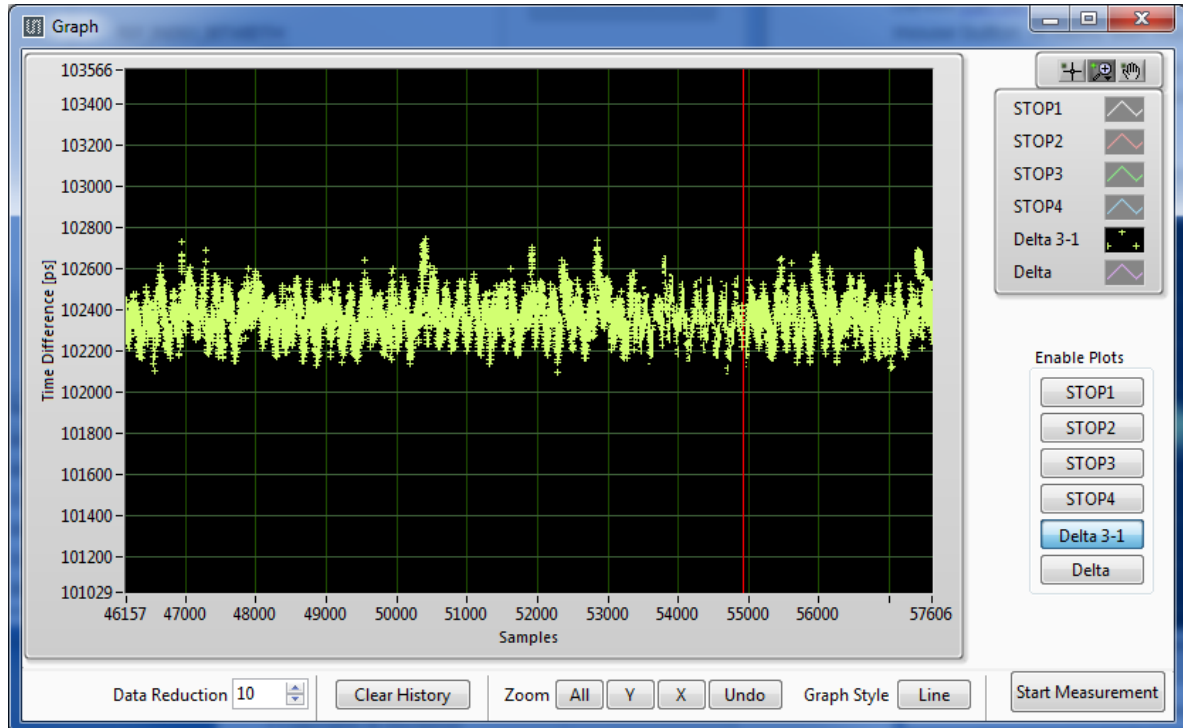 Graph
103566
103400
103200
103000
102800
102600
102400
102200
102000
101800
101600
101400
101200
101029
Time Difference [ps]
46157 47000 48000 49000 50000 51000 52000 53000 54000 55000 56000 57606
Samples
STOP1
STOP2
STOP3
STOP4
Delta 3-1
Delta
Enable Plots
STOP1
STOP2
STOP3
STOP4
Delta 3-1
Delta
Data Reduction 10 Clear History Zoom All Y X Undo Graph Style Line Start Measurement